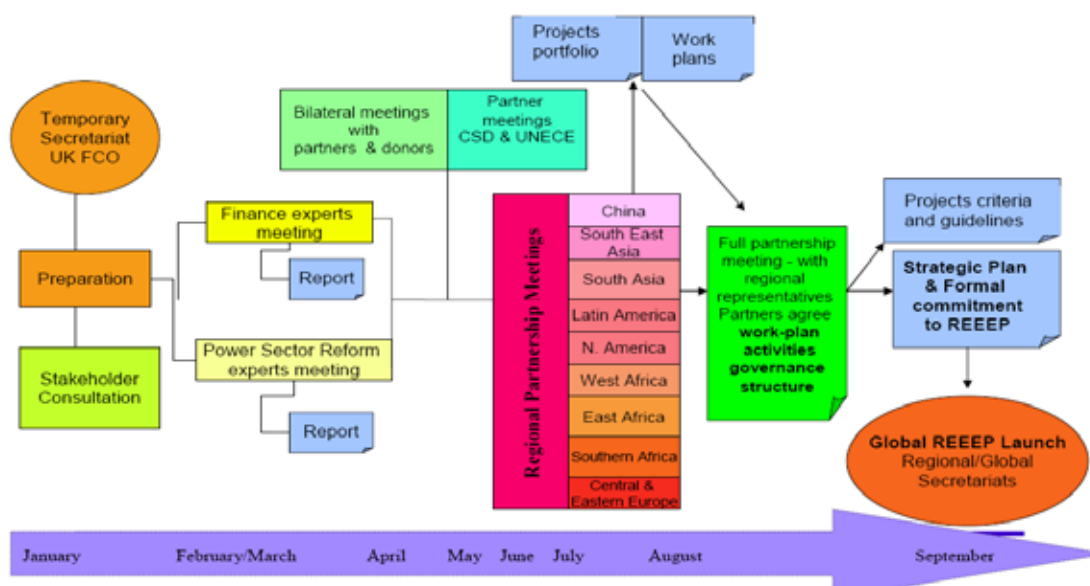 Projects
portfolio
Work
plans
Temporary
Secretariat
UK FCO
Bilateral meetings
with
partners & donors
Partner
meetings
CSD & UNECE
Finance experts
meeting
Report
Preparation
Power Sector Reform
experts meeting
Report
Stakeholder
Consultation
Regional Partnership Meetings
China
South East
Asia
South Asia
Latin America
N. America
West Africa
East Africa
Southern Africa
Central &
Eastern Europe
Full partnership
meeting - with
regional
representatives
Partners agree
work-plan
activities
governance
structure
Projects criteria
and guidelines
Strategic Plan
& Formal
commitment
to REEEP
Global REEEP Launch
Regional/Global
Secretariats
January
February/March
April
May
June
July
August
September